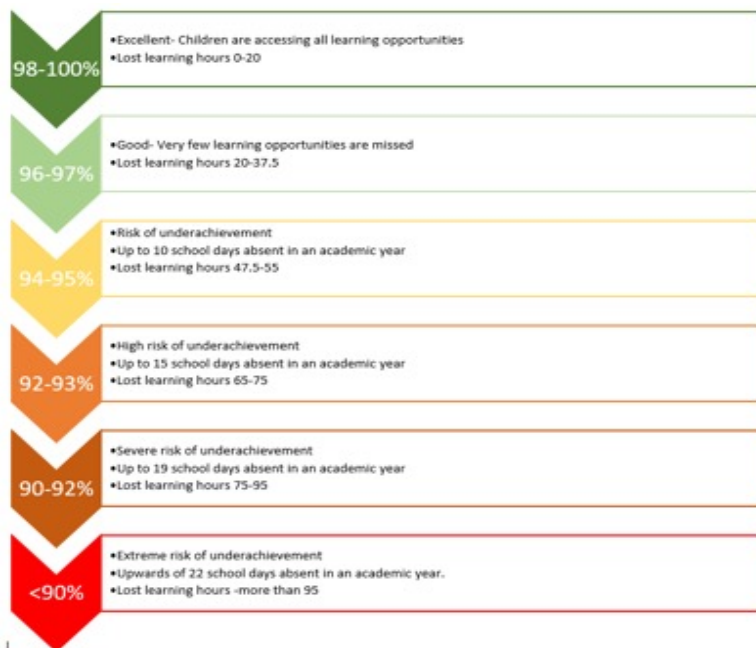 98-100%
•Excellent- Children are accessing all learning opportunities
•Lost learning hours 0-20
96-97%
•Good- Very few learning opportunities are missed
•Lost learning hours 20-37.5
94-95%
•Risk of underachievement
•Up to 10 school days absent in an academic year
•Lost learning hours 47.5-55
92-93%
•High risk of underachievement
•Up to 15 school days absent in an academic year
•Lost learning hours 65-75
90-92%
•Severe risk of underachievement
•Up to 19 school days absent in an academic year
•Lost learning hours 75-95
<90%
•Extreme risk of underachievement
•Upwards of 22 school days absent in an academic year.
•Lost learning hours -more than 95